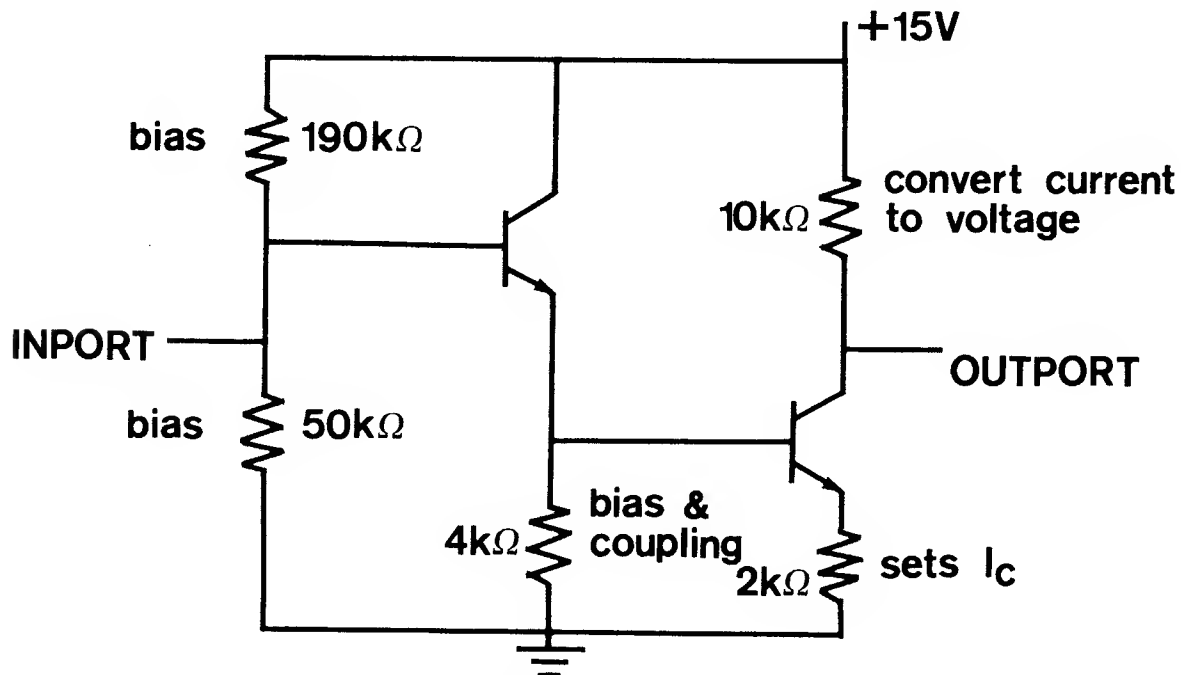 +15V
bias
190kΩ
convert current
to voltage
10kΩ
INPORT
OUTPORT
bias
50kΩ
bias &
coupling
4kΩ
2kΩ
sets I_C